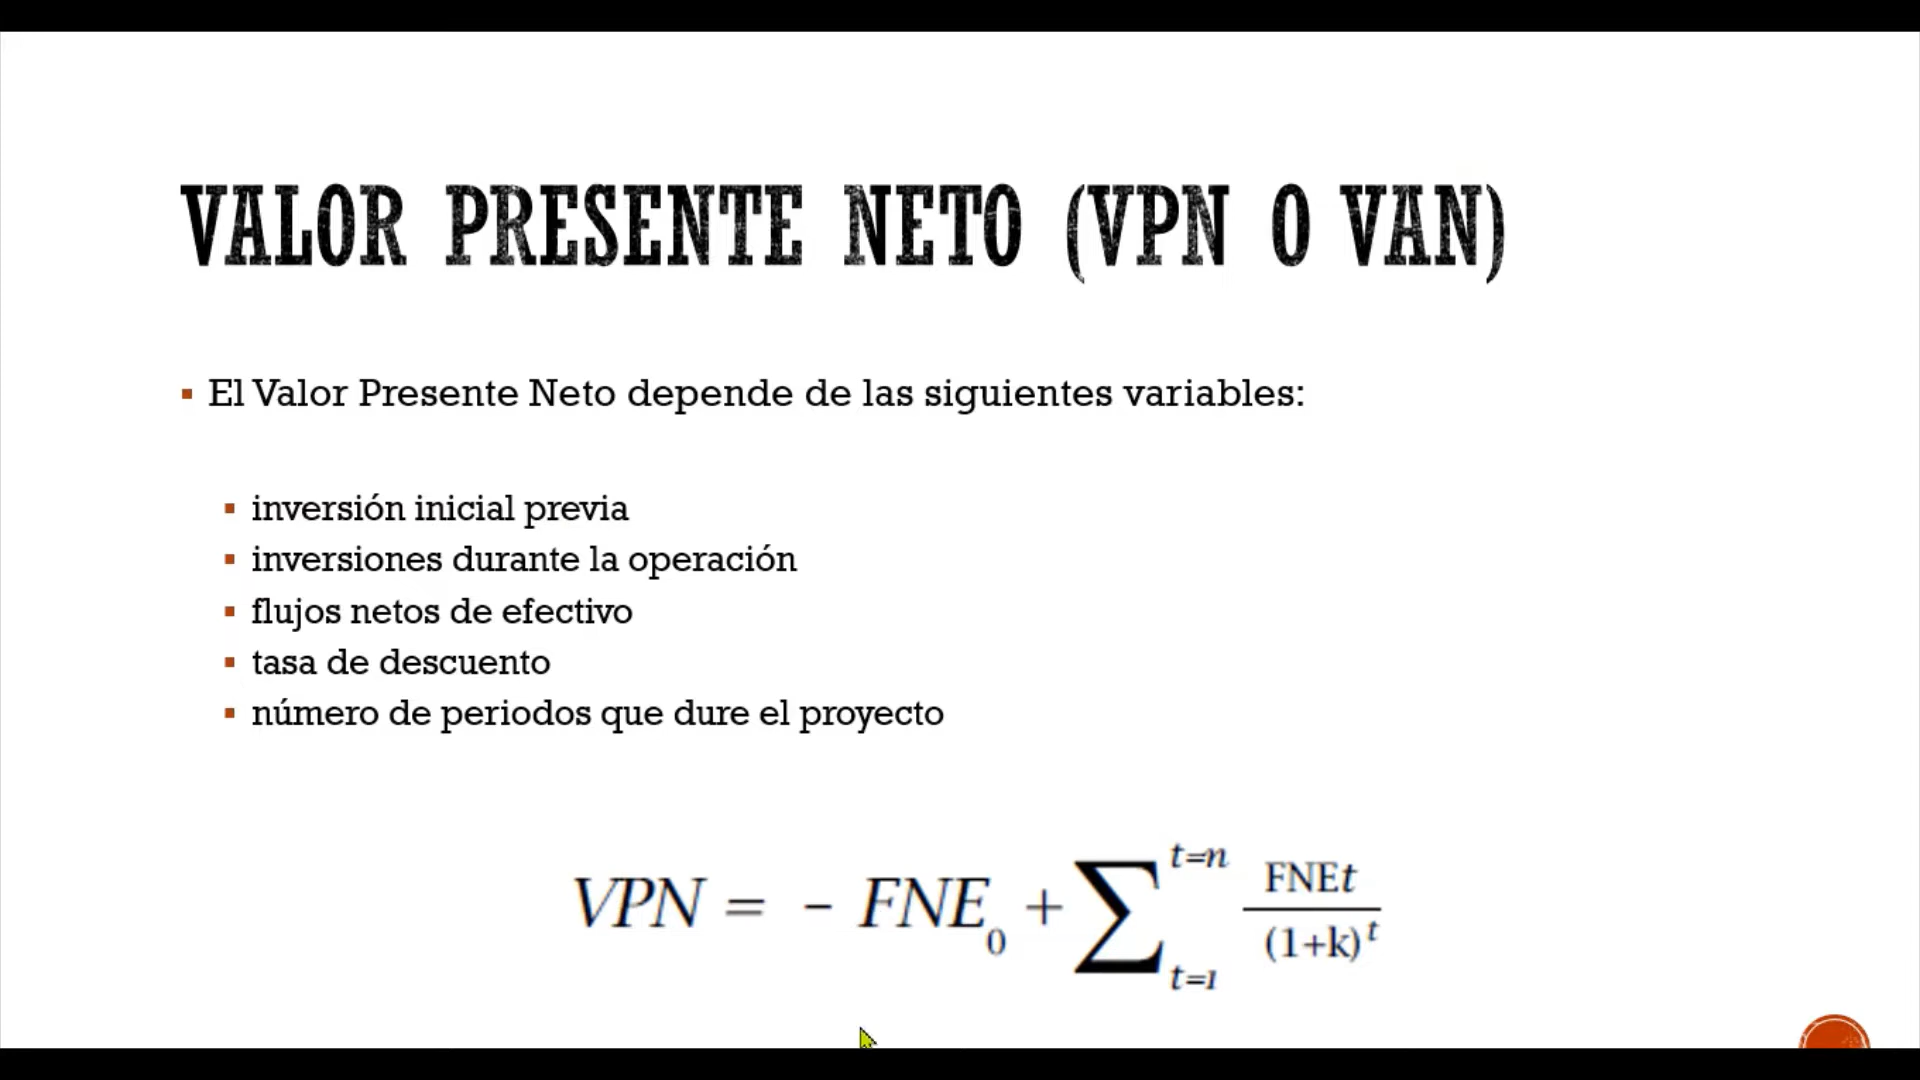 VALOR PRESENTE NETO (VPN O VAN)
El Valor Presente Neto depende de las siguientes variables:
inversión inicial previa
inversiones durante la operación
flujos netos de efectivo
tasa de descuento
número de periodos que dure el proyecto
VPN = - FNE₀ + ∑ t=n t=1 FNEt / (1+k)ᵗ